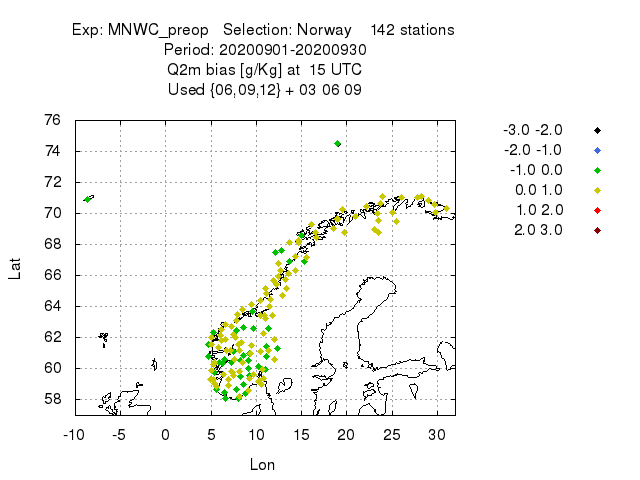 Exp: MNWC_preop   Selection: Norway    142 stations
Period: 20200901-20200930
Q2m bias [g/Kg] at  15 UTC
Used {06,09,12} + 03 06 09
76
74
72
70
68
66
64
62
60
58
-10 -5 0 5 10 15 20 25 30
Lat
Lon
-3.0 -2.0
-2.0 -1.0
-1.0 0.0
0.0 1.0
1.0 2.0
2.0 3.0